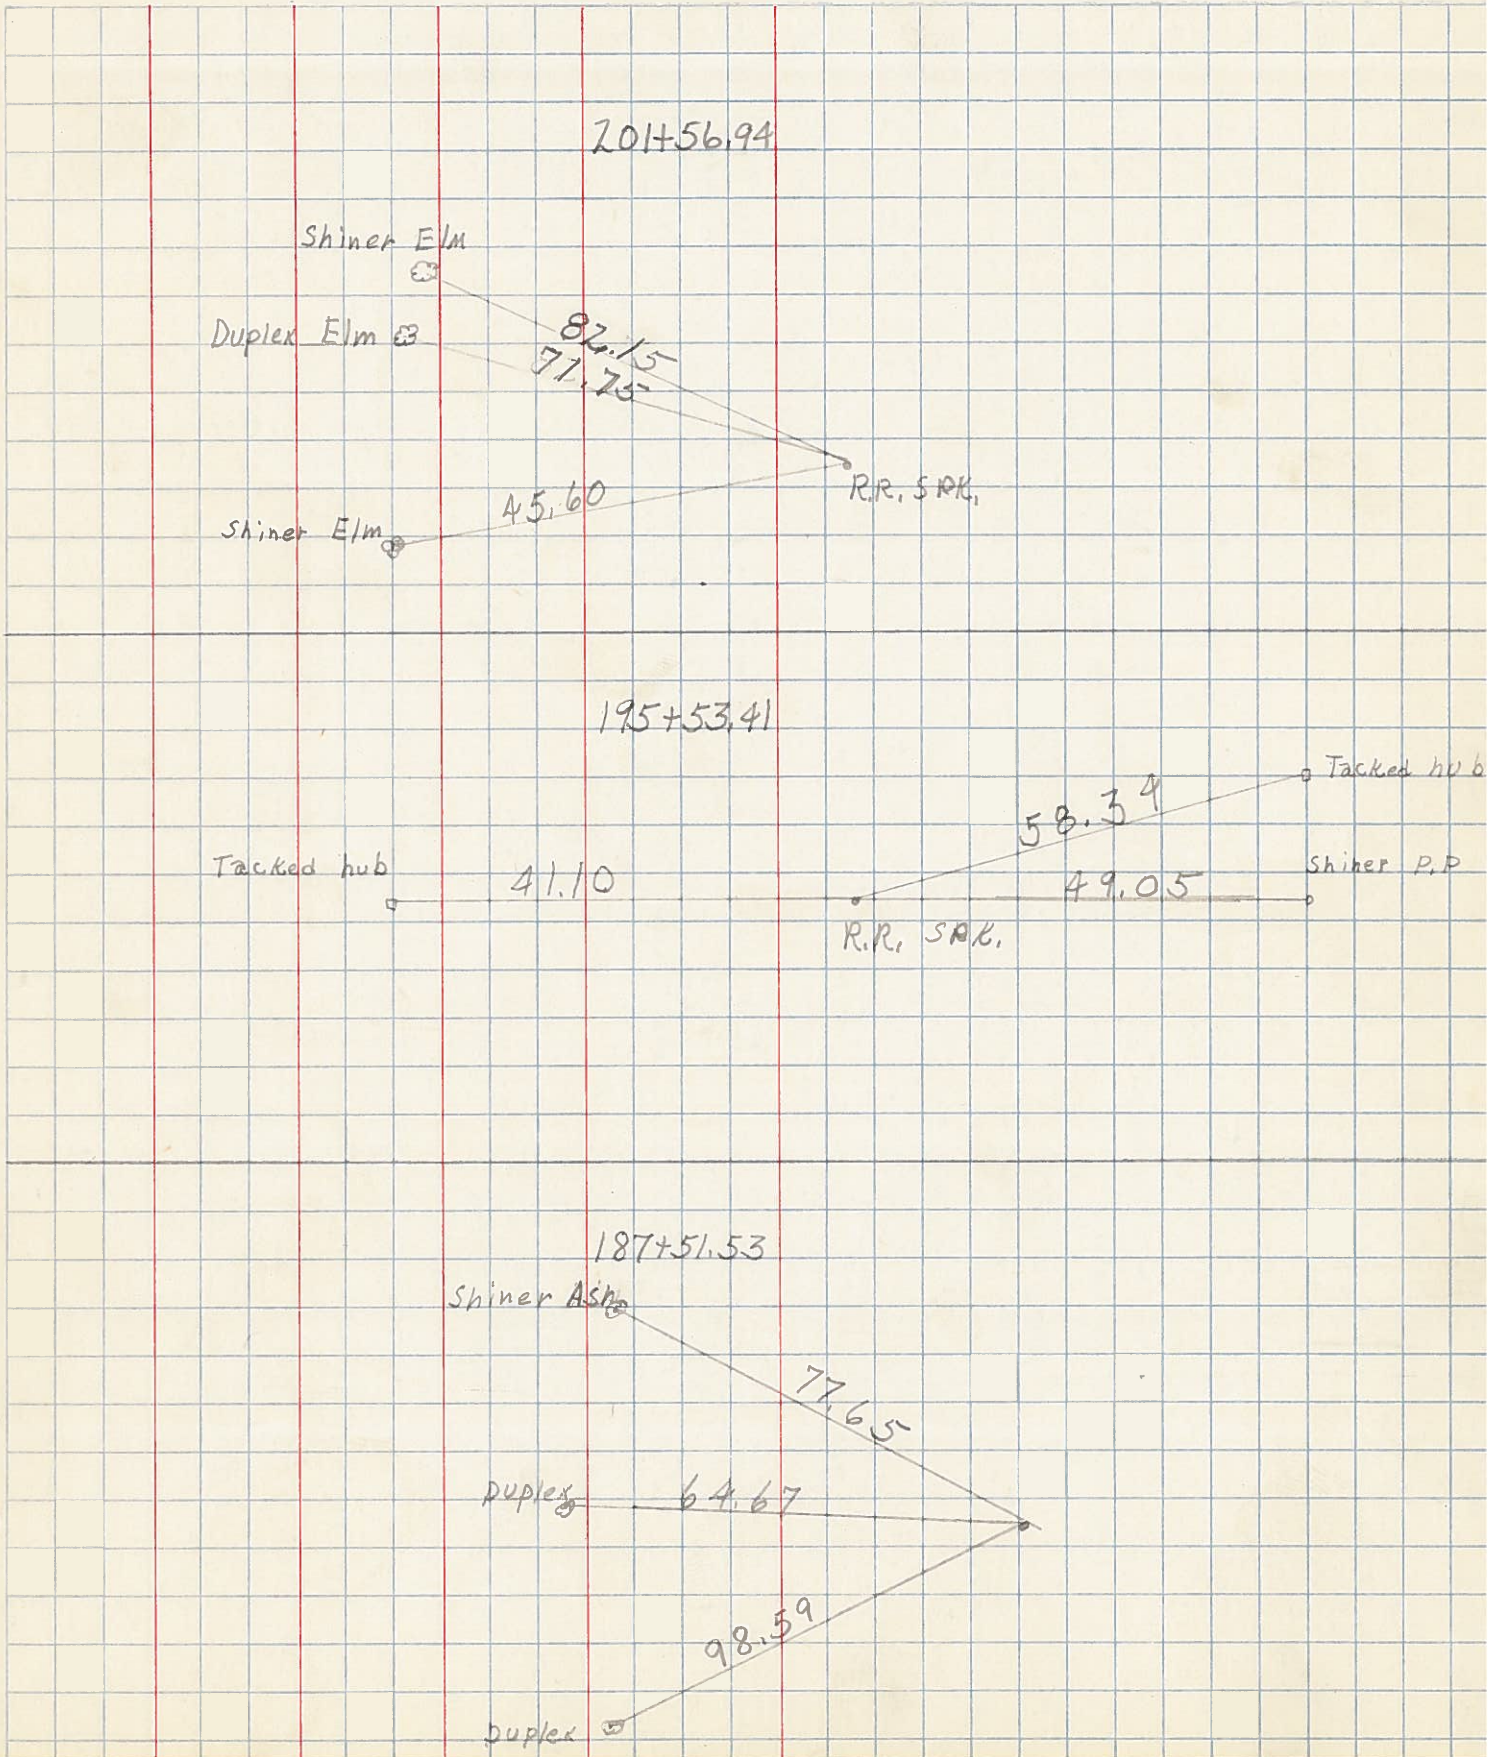 201+56.94
Shiner Elm
Duplex Elm
82.15
71.75
45.60
R.R. SPK.
Shiner Elm
195+53.41
Tacked hub
58.34
Tacked hub
41.10
49.05
Shiner P.P
R.R. SPK.
187+51.53
Shiner Ash
77.65
Duplex
64.67
98.59
Duplex